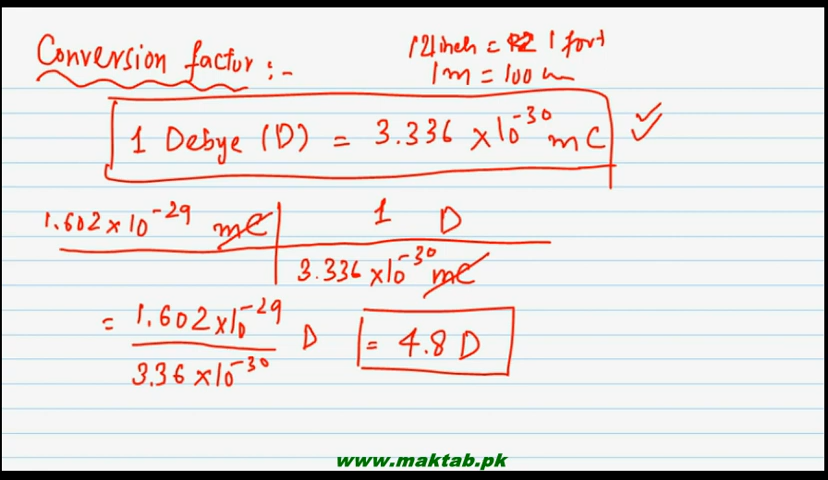 Conversion factor :-
12 inch = 1 foot
1m = 100 cm
1 Debye (D) = 3.336 x10^-30 mC
1.602 x 10^-29 mC | 1 D
3.336 x10^-30 mC
= 1.602 x10^-29 D = 4.8 D
3.36 x10^-30
www.maktab.pk